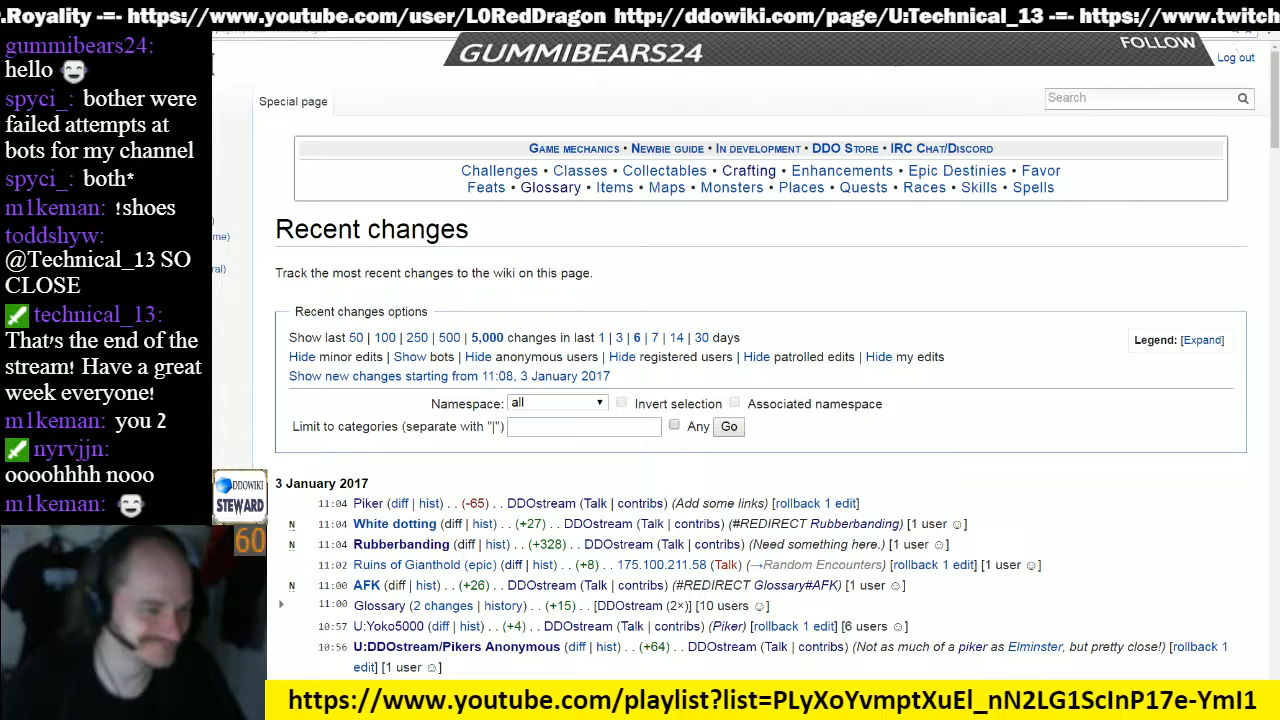 .Royality -=- https://www.youtube.com/user/L0RedDragon http://ddowiki.com/page/U:Technical_13 -=- https://www.twitch
gummibears24:
hello
spyci_: bother were
failed attempts at
bots for my channel
spyci_: both*
m1keman: !shoes
toddshyw:
@Technical_13 SO
CLOSE
technical_13:
That's the end of the
stream! Have a great
week everyone!
m1keman: you 2
nyrvjjn:
oooohhhh nooo
m1keman:
DDOWIKI
STEWARD
60
GUMMIBEARS24
FOLLOW
Log out
me)
ral)
Special page
Search
Game mechanics • Newbie guide • In development • DDO Store • IRC Chat/Discord
Challenges • Classes • Collectables • Crafting • Enhancements • Epic Destinies • Favor
Feats • Glossary • Items • Maps • Monsters • Places • Quests • Races • Skills • Spells
Recent changes
Track the most recent changes to the wiki on this page.
Recent changes options
Show last 50 | 100 | 250 | 500 | 5,000 changes in last 1 | 3 | 6 | 7 | 14 | 30 days
Legend: [Expand]
Hide minor edits | Show bots | Hide anonymous users | Hide registered users | Hide patrolled edits | Hide my edits
Show new changes starting from 11:08, 3 January 2017
Namespace: all Invert selection Associated namespace
Limit to categories (separate with "|") Any Go
3 January 2017
11:04 Piker (diff | hist) . . (-65) . . DDOstream (Talk | contribs) (Add some links) [rollback 1 edit]
N 11:04 White dotting (diff | hist) . . (+27) . . DDOstream (Talk | contribs) (#REDIRECT Rubberbanding) [1 user ☺]
N 11:04 Rubberbanding (diff | hist) . . (+328) . . DDOstream (Talk | contribs) (Need something here.) [1 user ☺]
11:02 Ruins of Gianthold (epic) (diff | hist) . . (+8) . . 175.100.211.58 (Talk) (→Random Encounters) [rollback 1 edit] [1 user ☺]
N 11:00 AFK (diff | hist) . . (+26) . . DDOstream (Talk | contribs) (#REDIRECT Glossary#AFK) [1 user ☺]
11:00 Glossary (2 changes | history) . . (+15) . . [DDOstream (2×)] [10 users ☺]
10:57 U:Yoko5000 (diff | hist) . . (+4) . . DDOstream (Talk | contribs) (Piker) [rollback 1 edit] [6 users ☺]
10:56 U:DDOstream/Pikers Anonymous (diff | hist) . . (+64) . . DDOstream (Talk | contribs) (Not as much of a piker as Elminster, but pretty close!) [rollback 1
edit] [1 user ☺]
https://www.youtube.com/playlist?list=PLyXoYvmptXuEl_nN2LG1ScInP17e-YmI1